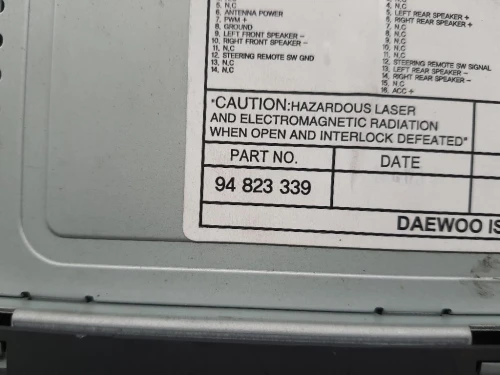 5. N.C
6. ANTENNA POWER
7. PWM +
8. GROUND
9. LEFT FRONT SPEAKER -
10. RIGHT FRONT SPEAKER -
11. N.C
12. STEERING REMOTE SW GND
13. N.C
14. N.C
4. N.C
5. LEFT REAR SPEAKER +
6. RIGHT REAR SPEAKER +
7. N.C
8. N.C
9. N.C
10. N.C
11. N.C
12. STEERING REMOTE SW SIGNAL
13. LEFT REAR SPEAKER -
14. RIGHT REAR SPEAKER -
15. N.C
16. ACC +
"CAUTION:HAZARDOUS LASER
AND ELECTROMAGNETIC RADIATION
WHEN OPEN AND INTERLOCK DEFEATED"
PART NO. DATE
94 823 339
DAEWOO IS